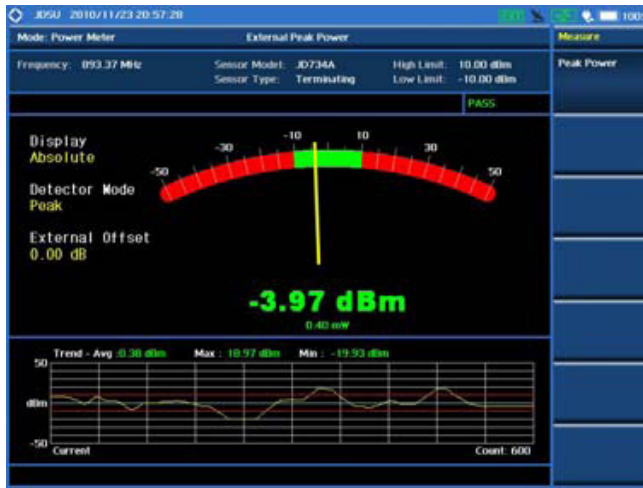 JDSU 2010/11/23 20:57:28
100%
Mode: Power Meter
External Peak Power
Measure
Frequency: 893.37 MHz
Sensor Model: JD734A
Sensor Type: Terminating
High Limit: 10.00 dBm
Low Limit: -10.00 dBm
Peak Power
PASS
Display
Absolute
Detector Mode
Peak
External Offset
0.00 dB
-50
-30
-10
10
30
50
-3.97 dBm
0.40 mW
Trend - Avg :0.38 dBm Max : 18.97 dBm Min : -19.93 dBm
50
dBm
-50
Current
Count: 600